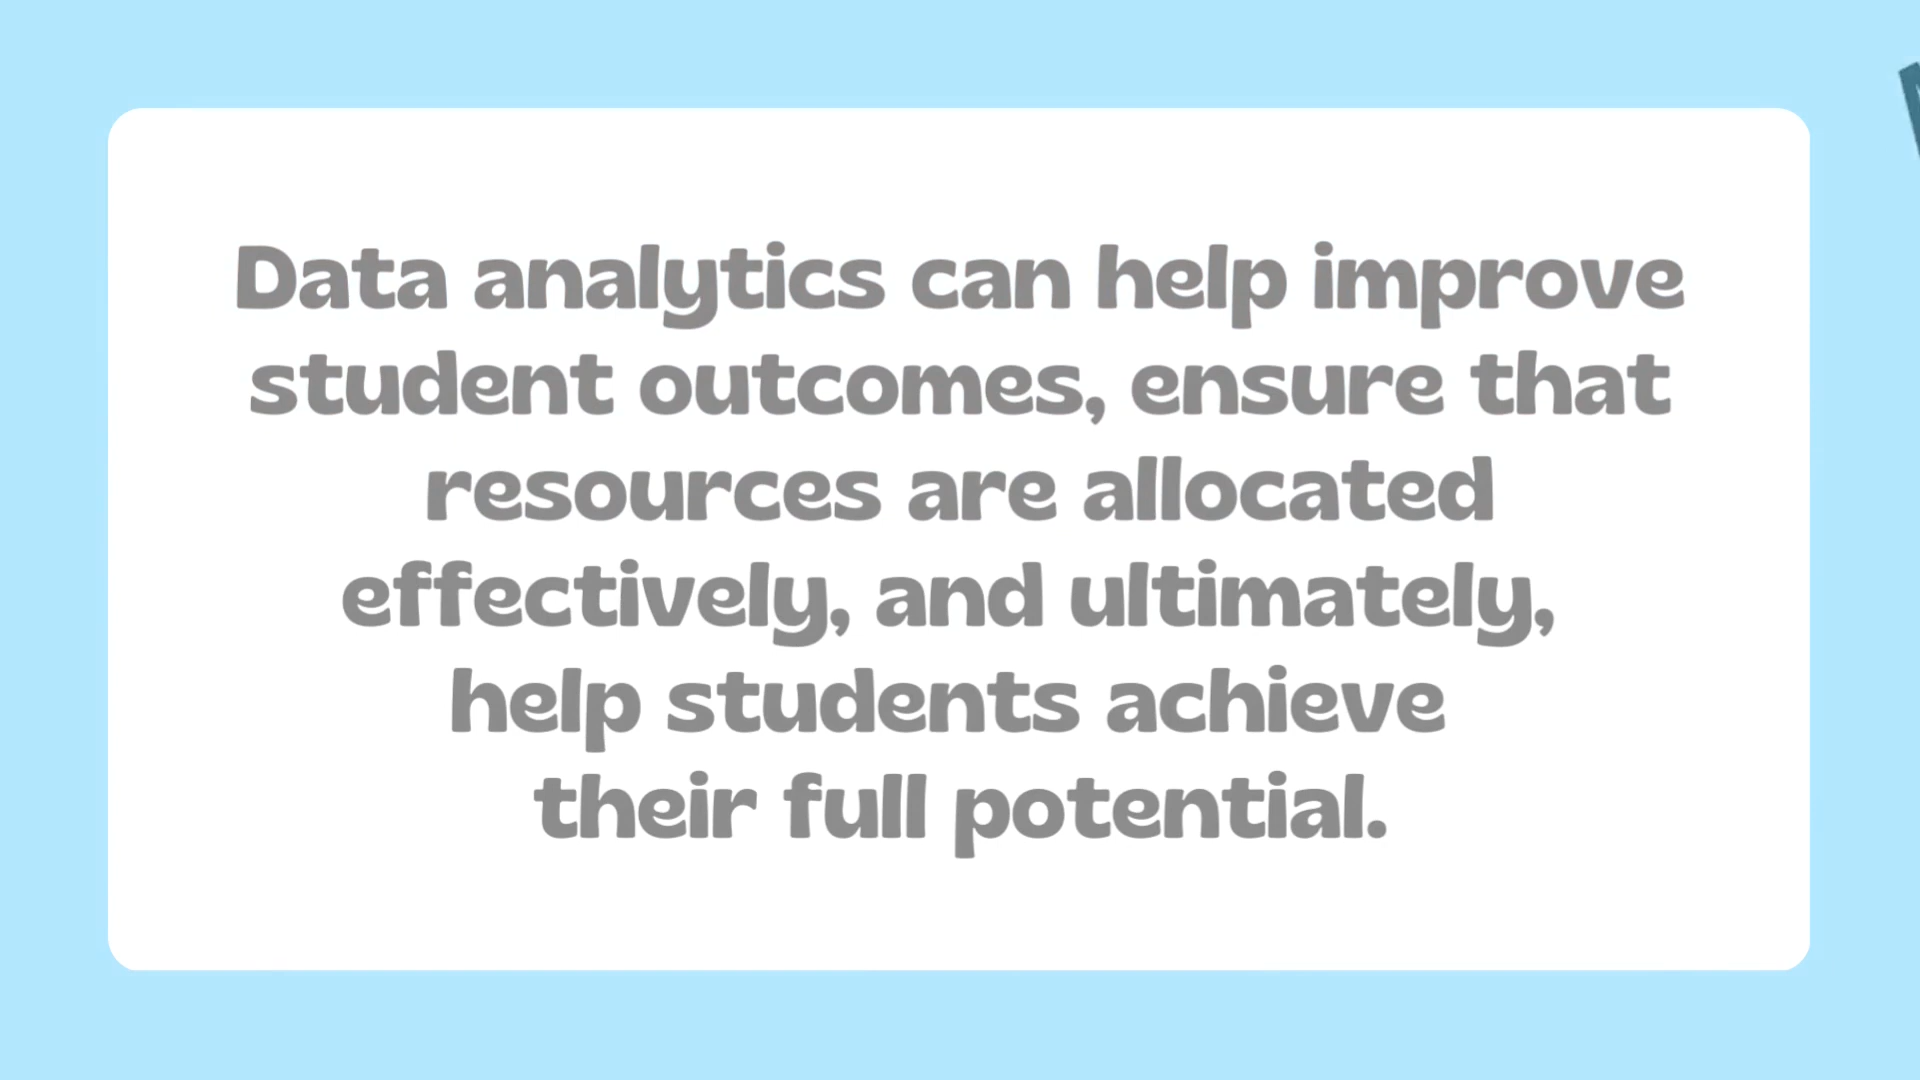 Data analytics can help improve
student outcomes, ensure that
resources are allocated
effectively, and ultimately,
help students achieve
their full potential.